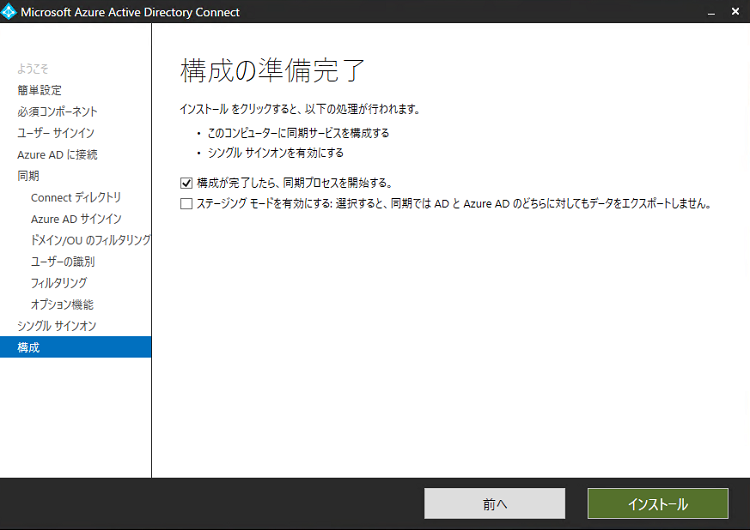 Microsoft Azure Active Directory Connect
ようこそ
簡単設定
必須コンポーネント
ユーザー サインイン
Azure AD に接続
同期
Connect ディレクトリ
Azure AD サインイン
ドメイン/OU のフィルタリング
ユーザーの識別
フィルタリング
オプション機能
シングル サインオン
構成
構成の準備完了
インストール をクリックすると、以下の処理が行われます。
• このコンピューターに同期サービスを構成する
• シングル サインオンを有効にする
構成が完了したら、同期プロセスを開始する。
ステージング モードを有効にする: 選択すると、同期では AD と Azure AD のどちらに対してもデータをエクスポートしません。
前へ
インストール